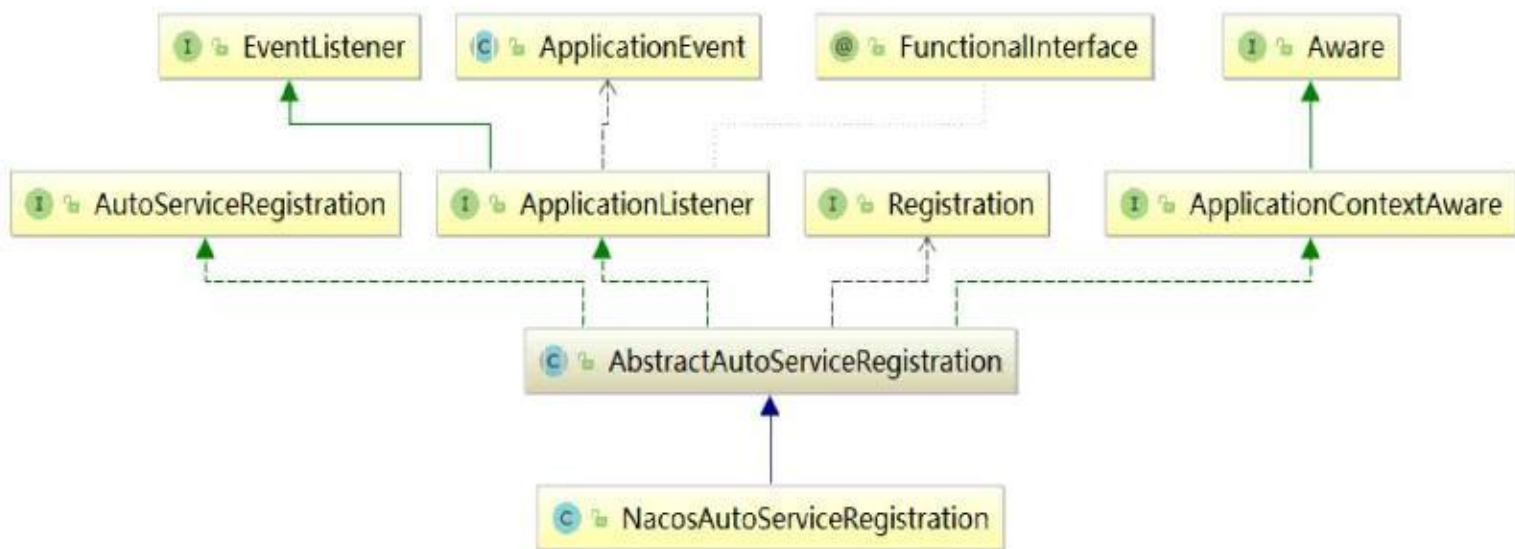 I EventListener
C ApplicationEvent
@ FunctionalInterface
I Aware
I AutoServiceRegistration
I ApplicationListener
I Registration
I ApplicationContextAware
C AbstractAutoServiceRegistration
C NacosAutoServiceRegistration